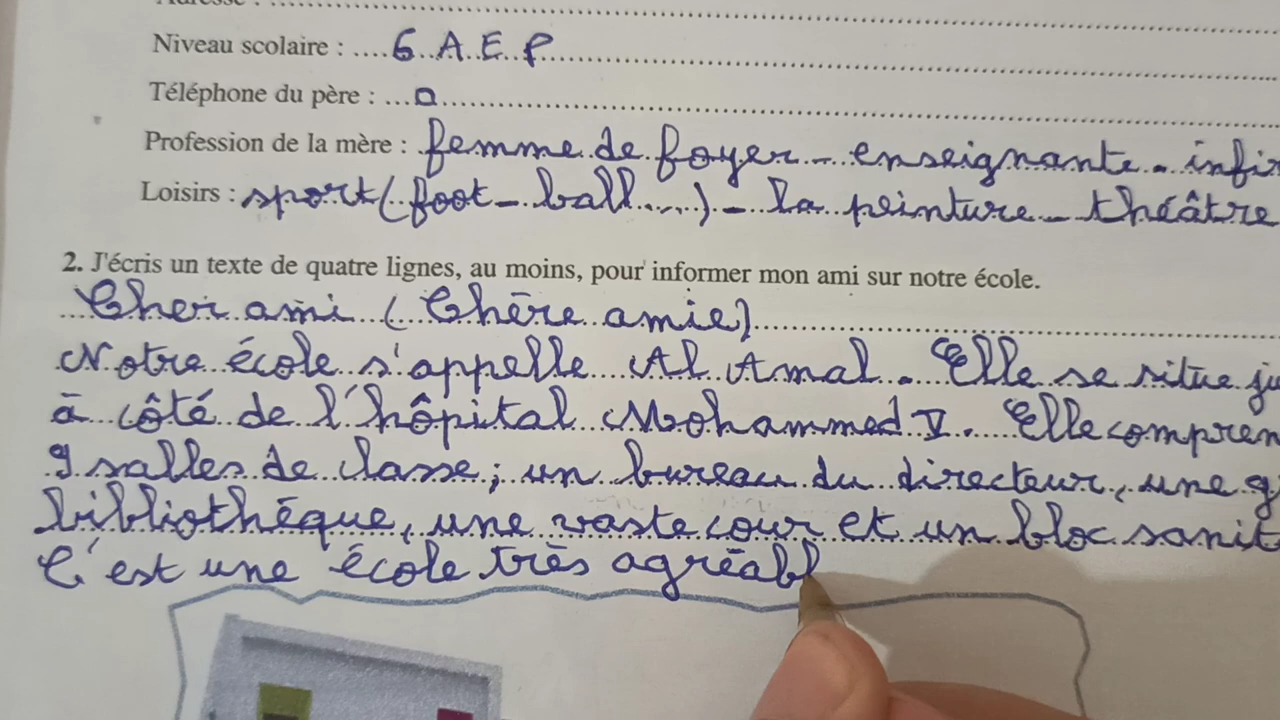 Niveau scolaire : .... 6 A.E.P
Téléphone du père : ... 0
Profession de la mère : femme de foyer - enseignante - infir
Loisirs : sport (foot-ball....) - la peinture - théâtre
2. J'écris un texte de quatre lignes, au moins, pour informer mon ami sur notre école.
Cher ami (Chère amie)
Notre école s'appelle Al Amal. Elle se situe ju
à côté de l'hôpital Mohammed V. Elle compren
9 salles de classe ; un bureau du directeur, une g
bibliothèque, une vaste cour et un bloc sanit
C'est une école très agréabl